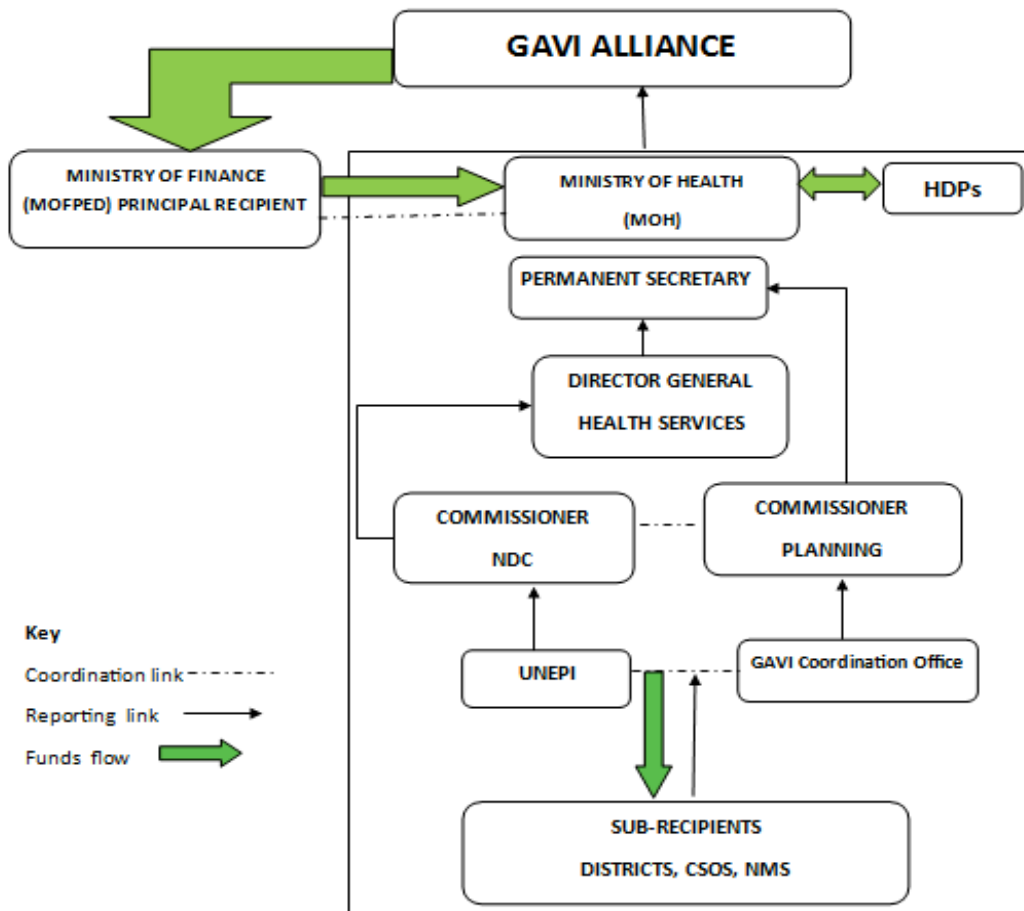 GAVI ALLIANCE
MINISTRY OF FINANCE
(MOFPED) PRINCIPAL RECIPIENT
MINISTRY OF HEALTH
(MOH)
HDPs
PERMANENT SECRETARY
DIRECTOR GENERAL
HEALTH SERVICES
COMMISSIONER
NDC
COMMISSIONER
PLANNING
UNEPI
GAVI Coordination Office
SUB-RECIPIENTS
DISTRICTS, CSOS, NMS
Key
Coordination link
Reporting link
Funds flow